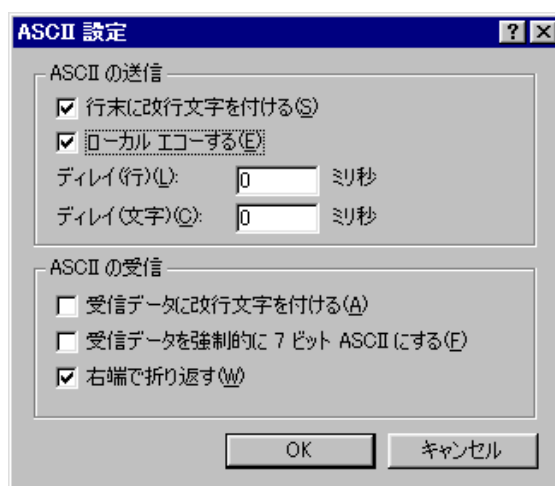 ASCII 設定
ASCII の送信
行末に改行文字を付ける(S)
ローカル エコーする(E)
ディレイ(行)(L): 0 ミリ秒
ディレイ(文字)(C): 0 ミリ秒
ASCII の受信
受信データに改行文字を付ける(A)
受信データを強制的に 7 ビット ASCII にする(F)
右端で折り返す(W)
OK キャンセル